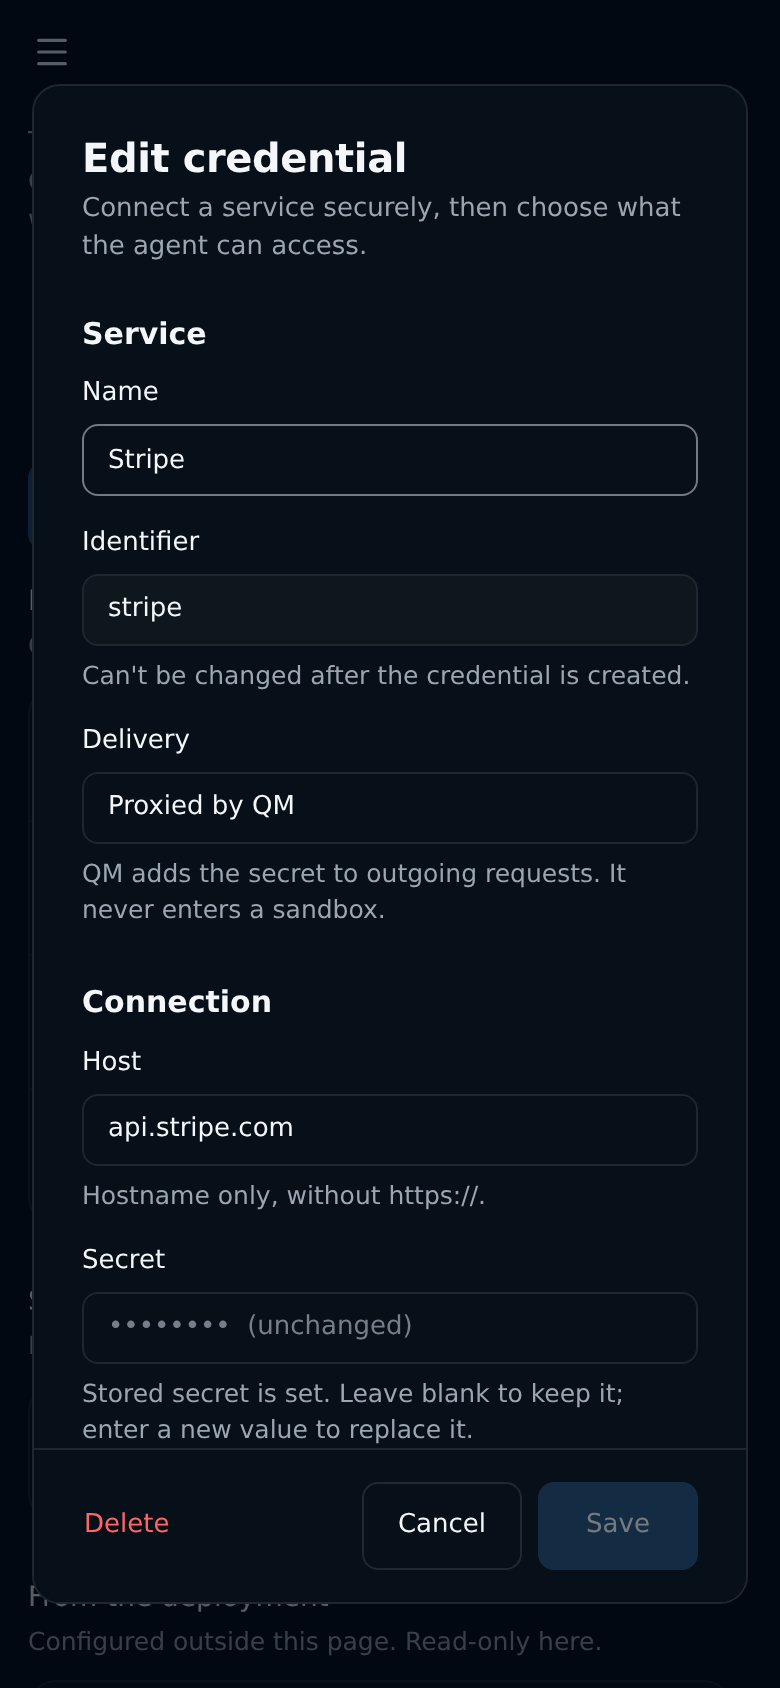 Edit credential
Connect a service securely, then choose what
the agent can access.
Service
Name
Stripe
Identifier
stripe
Can't be changed after the credential is created.
Delivery
Proxied by QM
QM adds the secret to outgoing requests. It
never enters a sandbox.
Connection
Host
api.stripe.com
Hostname only, without https://.
Secret
•••••••• (unchanged)
Stored secret is set. Leave blank to keep it;
enter a new value to replace it.
Delete
Cancel
Save
From the deployment
Configured outside this page. Read-only here.